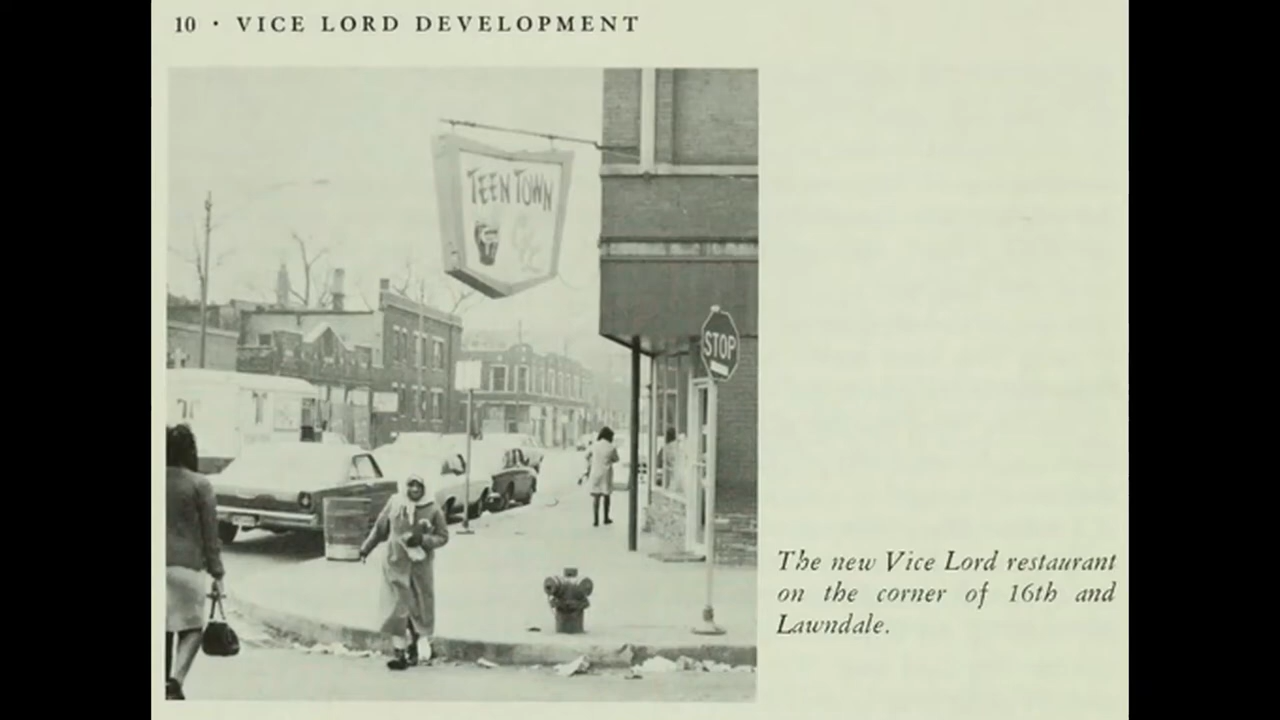 10 · VICE LORD DEVELOPMENT
TEEN TOWN
STOP
The new Vice Lord restaurant
on the corner of 16th and
Lawndale.